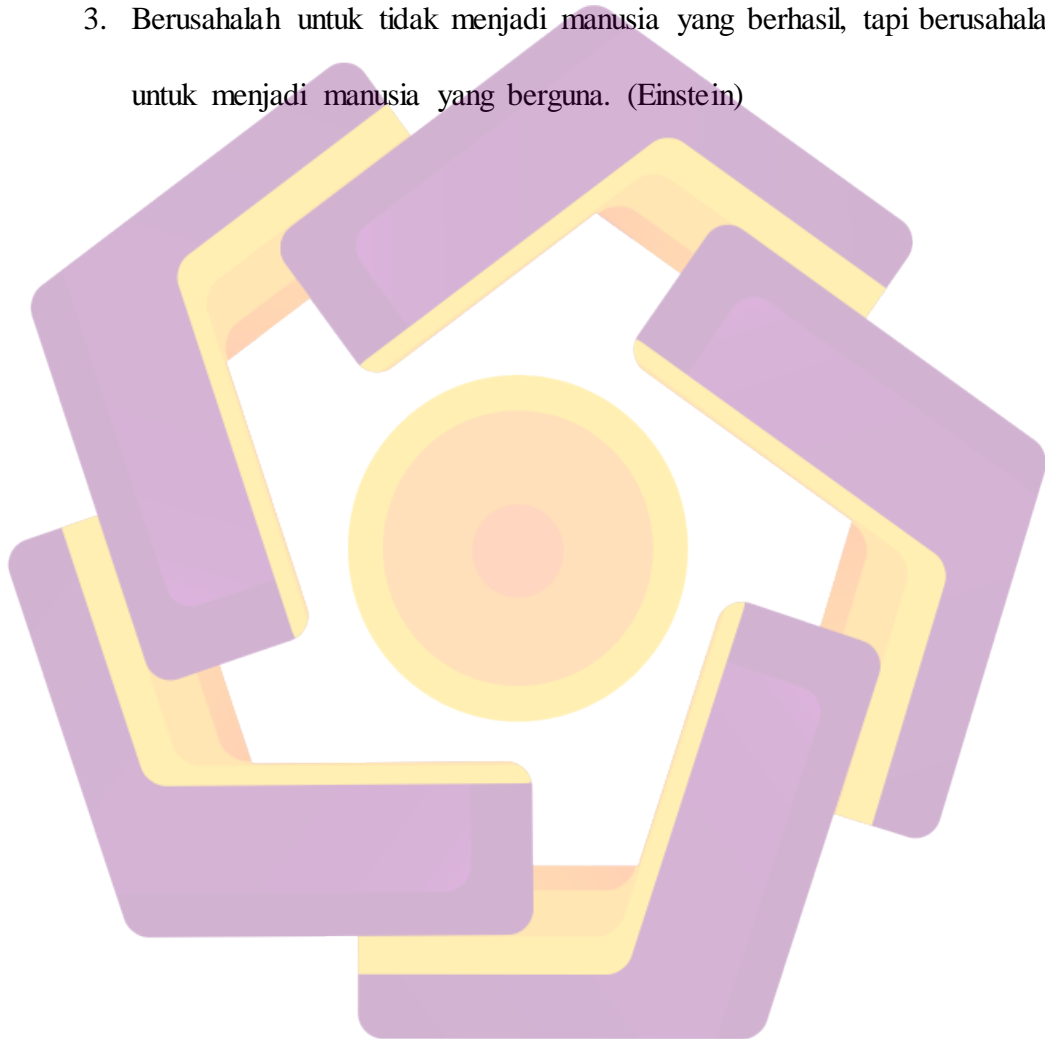 3. Berusahalah untuk tidak menjadi manusia yang berhasil, tapi berusahala
untuk menjadi manusia yang berguna. (Einstein)